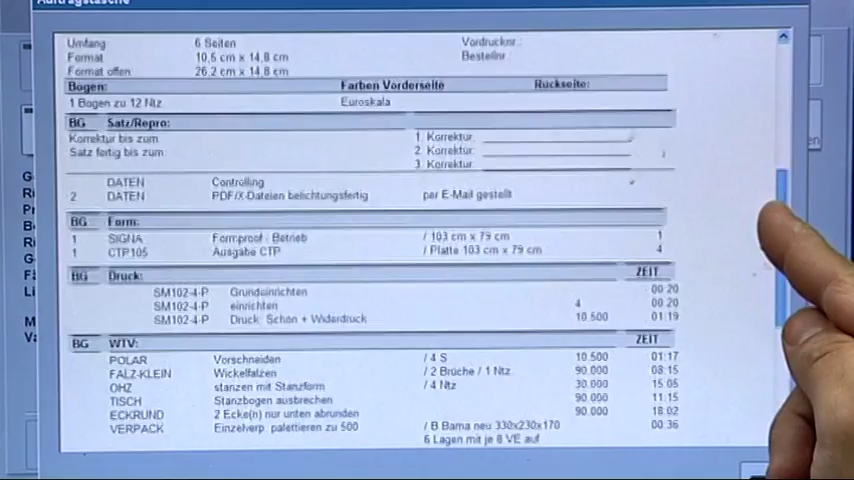 Auftragstasche
Umfang 6 Seiten Vordrucknr.:
Format 10,5 cm x 14,8 cm Bestellnr.:
Format offen 26,2 cm x 14,8 cm
Bogen: Farben Vorderseite Rückseite:
1 Bogen zu 12 Ntz. Euroskala
BG Satz/Repro:
Korrektur bis zum 1. Korrektur:
Satz fertig bis zum: 2. Korrektur:
3. Korrektur:
DATEN Controlling
2 DATEN PDF/X-Dateien belichtungsfertig per E-Mail gestellt
BG Form:
1 SIGNA Formproof - Betrieb / 103 cm x 79 cm 1
1 CTP105 Ausgabe CTP / Platte 103 cm x 79 cm 4
BG Druck: ZEIT
SM102-4-P Grundeinrichten 00:20
SM102-4-P einrichten 4 00:20
SM102-4-P Druck: Schön + Widerdruck 10.500 01:19
BG WTV: ZEIT
POLAR Vorschneiden / 4 S 10.500 01:17
FALZ-KLEIN Wickelfalzen / 2 Brüche / 1 Ntz. 90.000 08:15
OHZ stanzen mit Stanzform / 4 Ntz 30.000 15:05
TISCH Stanzbogen ausbrechen 90.000 11:15
ECKRUND 2 Ecke(n) nur unten abrunden 90.000 18:02
VERPACK Einzelverp. palettieren zu 500 / B Bama neu 330x230x170 00:36
6 Lagen mit je 8 VE auf